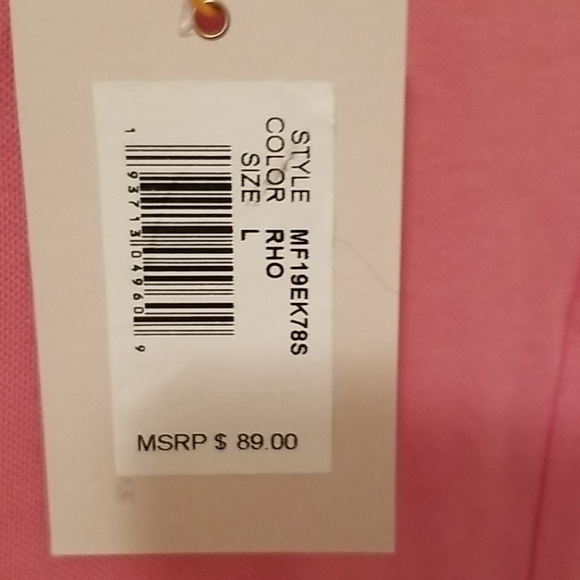 STYLE MF19EK78S
COLOR RHO
SIZE L
1 93713 04960 9
MSRP $ 89.00